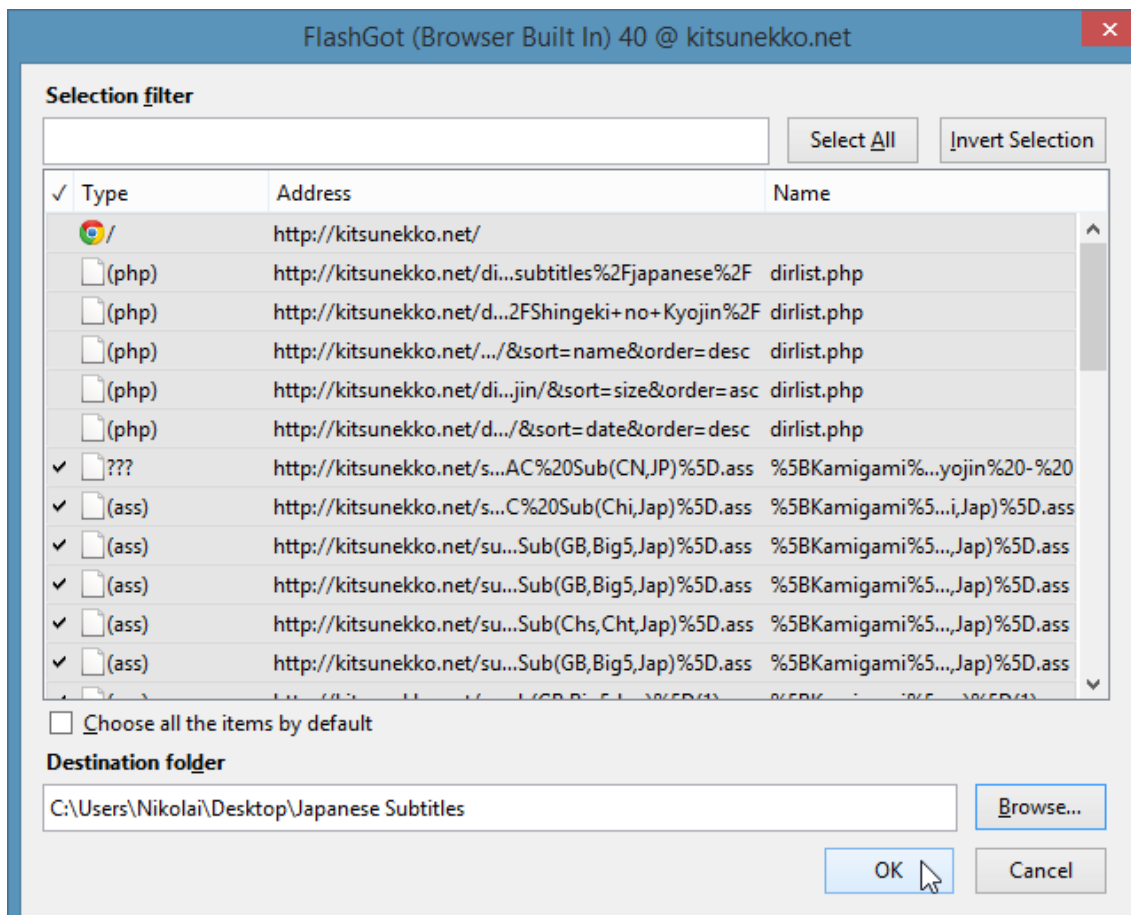 FlashGot (Browser Built In) 40 @ kitsunekko.net
Selection filter
Select All Invert Selection
✓ Type Address Name
/ http://kitsunekko.net/
(php) http://kitsunekko.net/di...subtitles%2Fjapanese%2F dirlist.php
(php) http://kitsunekko.net/d...2FShingeki+no+Kyojin%2F dirlist.php
(php) http://kitsunekko.net/.../&sort=name&order=desc dirlist.php
(php) http://kitsunekko.net/di...jin/&sort=size&order=asc dirlist.php
(php) http://kitsunekko.net/d.../&sort=date&order=desc dirlist.php
✓ ??? http://kitsunekko.net/s...AC%20Sub(CN,JP)%5D.ass %5BKamigami%...yojin%20-%20
✓ (ass) http://kitsunekko.net/s...C%20Sub(Chi,Jap)%5D.ass %5BKamigami%5...i,Jap)%5D.ass
✓ (ass) http://kitsunekko.net/su...Sub(GB,Big5,Jap)%5D.ass %5BKamigami%5...,Jap)%5D.ass
✓ (ass) http://kitsunekko.net/su...Sub(GB,Big5,Jap)%5D.ass %5BKamigami%5...,Jap)%5D.ass
✓ (ass) http://kitsunekko.net/su...Sub(Chs,Cht,Jap)%5D.ass %5BKamigami%5...,Jap)%5D.ass
✓ (ass) http://kitsunekko.net/su...Sub(GB,Big5,Jap)%5D.ass %5BKamigami%5...,Jap)%5D.ass
Choose all the items by default
Destination folder
C:\Users\Nikolai\Desktop\Japanese Subtitles Browse...
OK Cancel